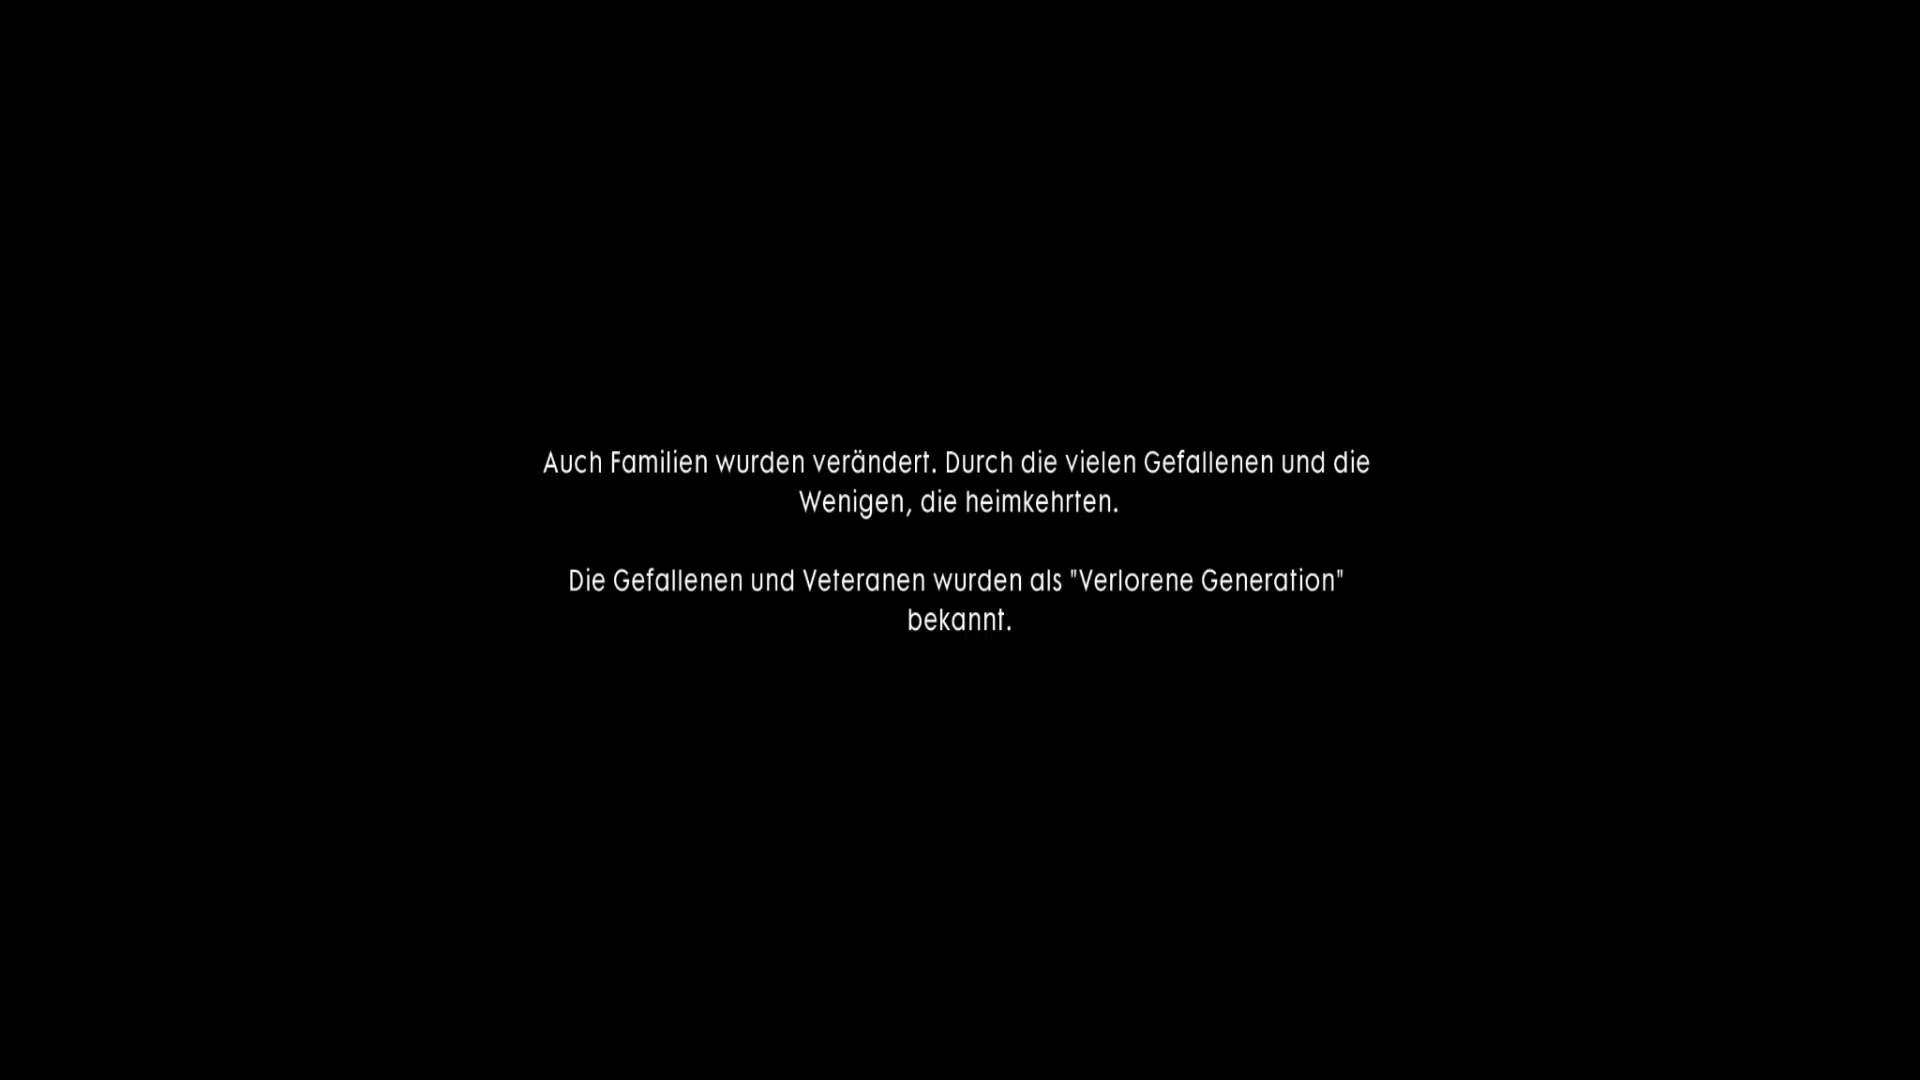 Auch Familien wurden verändert. Durch die vielen Gefallenen und die
Wenigen, die heimkehrten.
Die Gefallenen und Veteranen wurden als "Verlorene Generation"
bekannt.